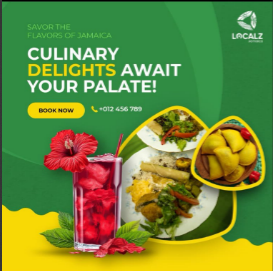 SAVOR THE
FLAVORS OF JAMAICA
LOCALZ
CULINARY
DELIGHTS AWAIT
YOUR PALATE!
BOOK NOW
+012 456 789